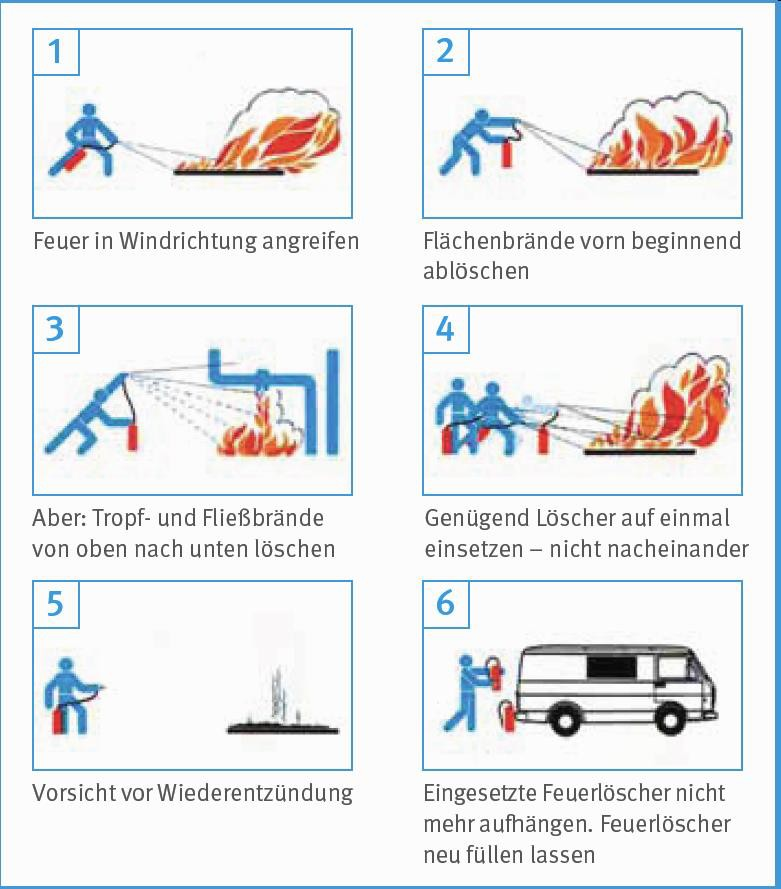 1
Feuer in Windrichtung angreifen
2
Flächenbrände vorn beginnend
ablöschen
3
Aber: Tropf- und Fließbrände
von oben nach unten löschen
4
Genügend Löscher auf einmal
einsetzen – nicht nacheinander
5
Vorsicht vor Wiederentzündung
6
Eingesetzte Feuerlöscher nicht
mehr aufhängen. Feuerlöscher
neu füllen lassen